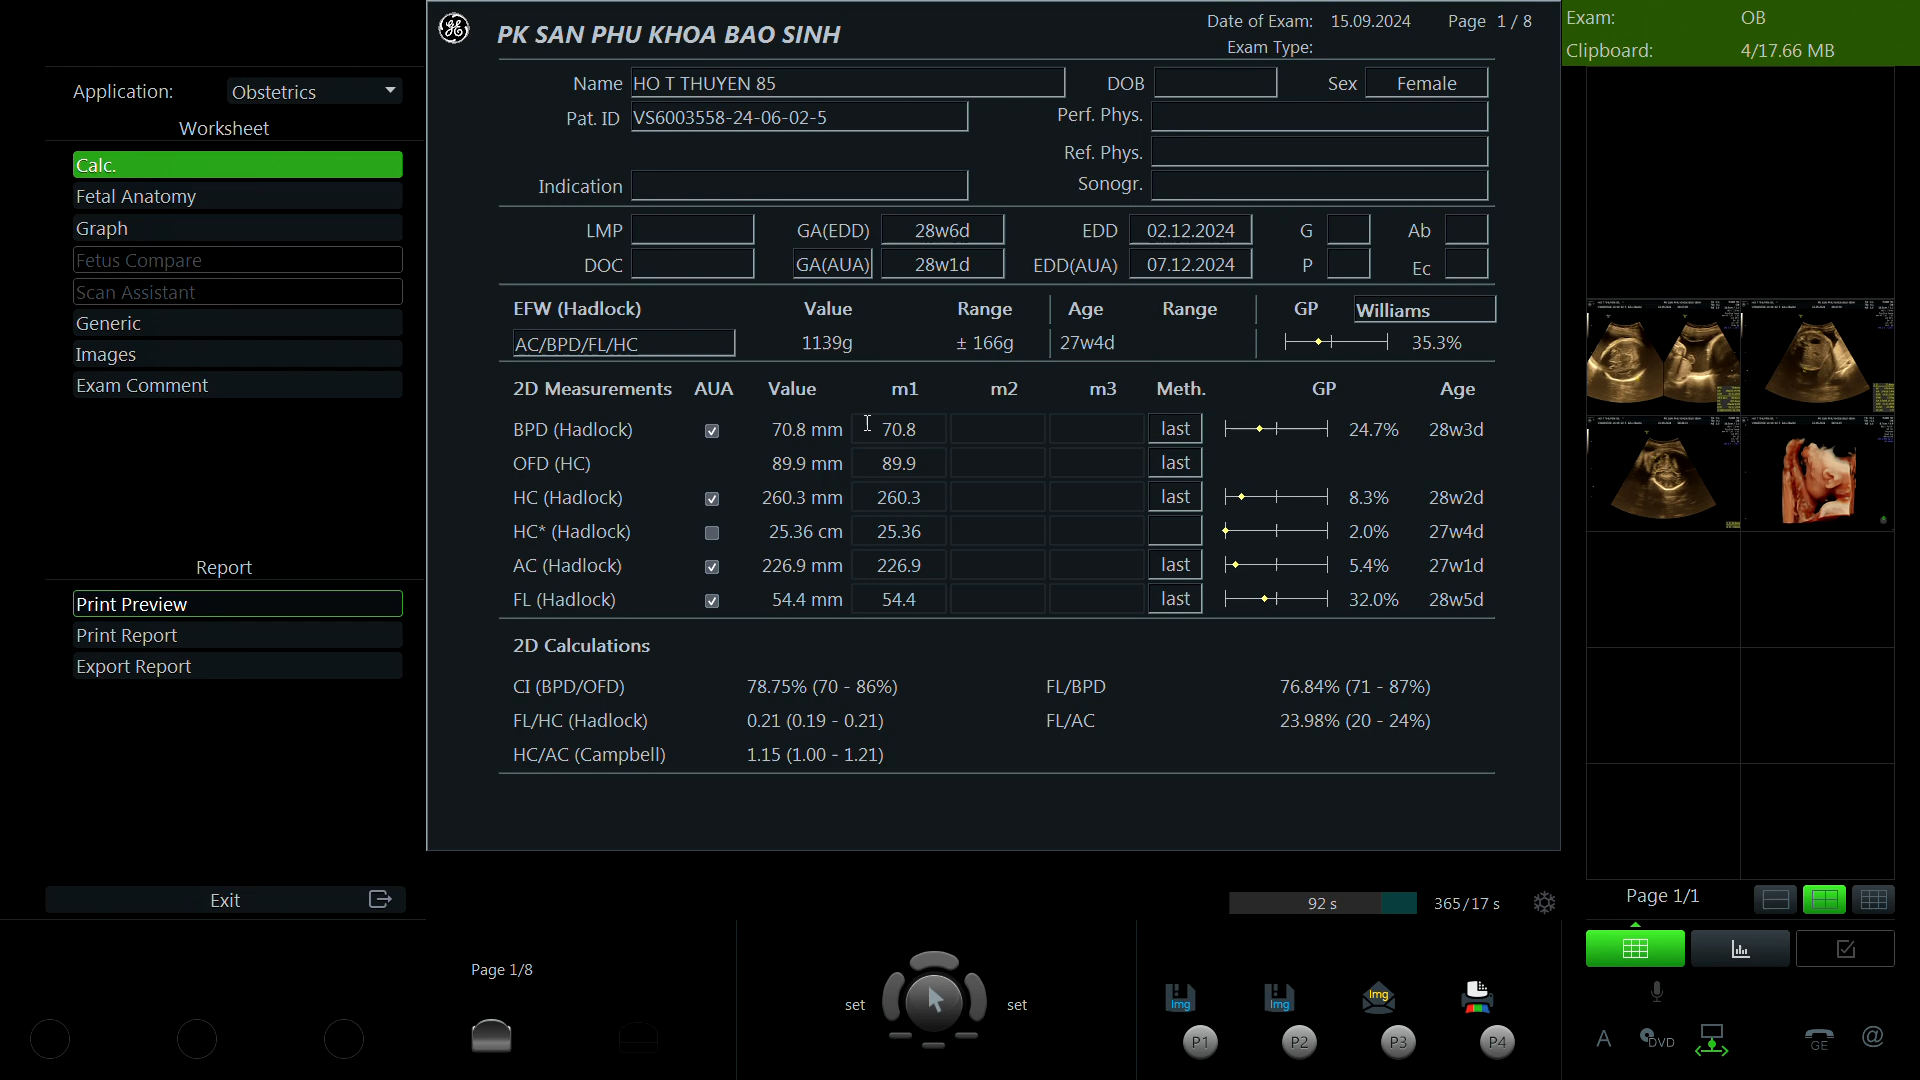 Application: Obstetrics
Worksheet
Calc.
Fetal Anatomy
Graph
Fetus Compare
Scan Assistant
Generic
Images
Exam Comment
Report
Print Preview
Print Report
Export Report
Exit
PK SAN PHU KHOA BAO SINH
Date of Exam: 15.09.2024 Page 1 / 8
Exam Type:
Name HO T THUYEN 85 DOB Sex Female
Pat. ID VS6003558-24-06-02-5 Perf. Phys.
Ref. Phys.
Indication Sonogr.
LMP GA(EDD) 28w6d EDD 02.12.2024 G Ab
DOC GA(AUA) 28w1d EDD(AUA) 07.12.2024 P Ec
EFW (Hadlock) Value Range Age Range GP Williams
AC/BPD/FL/HC 1139g ± 166g 27w4d 35.3%
2D Measurements AUA Value m1 m2 m3 Meth. GP Age
BPD (Hadlock) 70.8 mm 70.8 last 24.7% 28w3d
OFD (HC) 89.9 mm 89.9 last
HC (Hadlock) 260.3 mm 260.3 last 8.3% 28w2d
HC* (Hadlock) 25.36 cm 25.36 2.0% 27w4d
AC (Hadlock) 226.9 mm 226.9 last 5.4% 27w1d
FL (Hadlock) 54.4 mm 54.4 last 32.0% 28w5d
2D Calculations
CI (BPD/OFD) 78.75% (70 - 86%) FL/BPD 76.84% (71 - 87%)
FL/HC (Hadlock) 0.21 (0.19 - 0.21) FL/AC 23.98% (20 - 24%)
HC/AC (Campbell) 1.15 (1.00 - 1.21)
92 s 365/17 s
Page 1/8
set set
Img Img Img
P1 P2 P3 P4
Exam: OB
Clipboard: 4/17.66 MB
Page 1/1
A DVD GE @